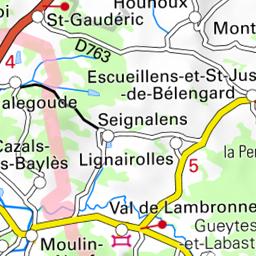 Hounoux
St-Gaudéric
Mont
D763
4
Escueillens-et-St-Jus
-de-Bélengard
alegoude
Seignalens
Cazals-
s-Baylès
Lignairolles
la Pe
5
Val de Lambronne
Gueytes-
et-Labast
Moulin-